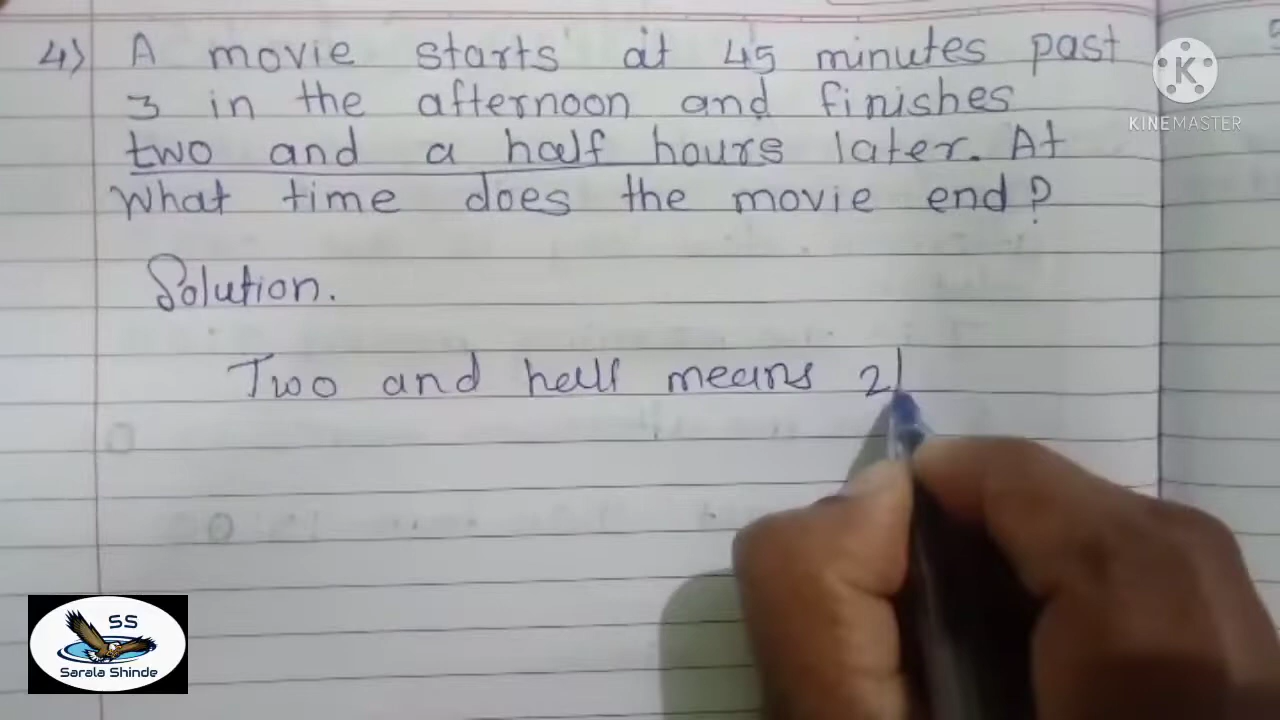 4) A movie starts at 45 minutes past
3 in the afternoon and finishes
two and a half hours later. At
what time does the movie end?
Solution.
Two and half means 2
K
KINEMASTER
SS
Sarala Shinde